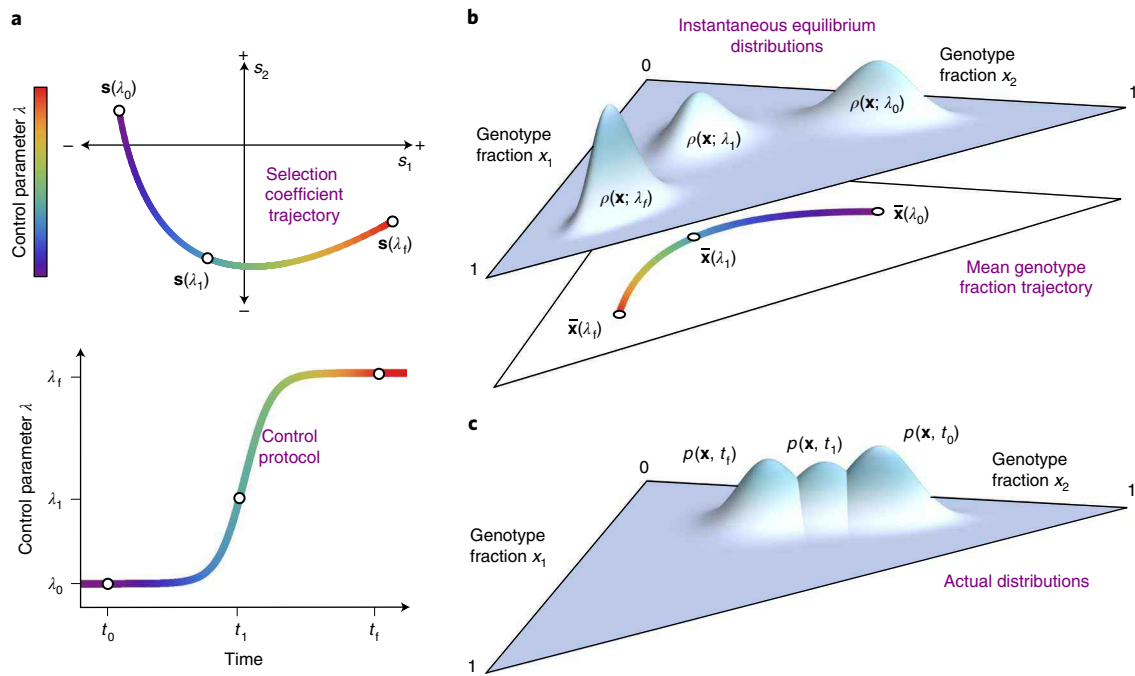 a
Control parameter λ
+
s₂
s(λ₀)
−
+
s₁
Selection
coefficient
trajectory
s(λ₁)
s(λf)
−
Control parameter λ
λf
λ₁
λ₀
Control
protocol
t₀
t₁
tf
Time
b
Instantaneous equilibrium
distributions
0
Genotype
fraction x₂
1
Genotype
fraction x₁
ρ(x; λ₀)
ρ(x; λ₁)
ρ(x; λf)
1
x̄(λ₀)
x̄(λ₁)
x̄(λf)
Mean genotype
fraction trajectory
c
p(x, tf)
p(x, t₁)
p(x, t₀)
0
Genotype
fraction x₂
1
Genotype
fraction x₁
Actual distributions
1